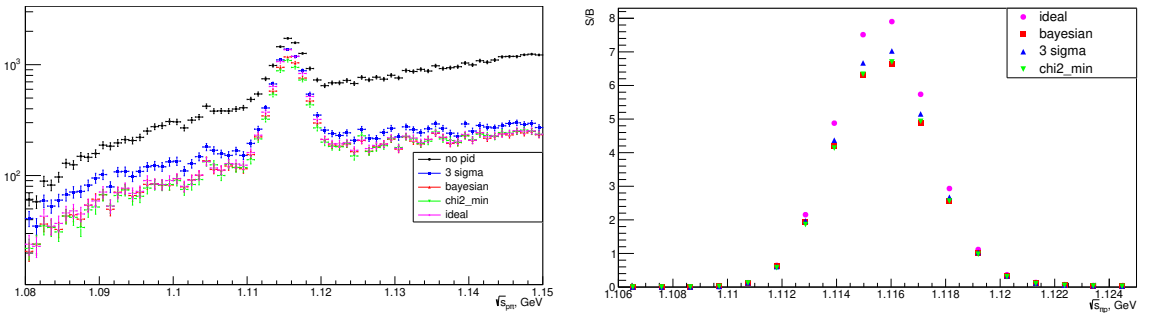 10³
10²
no pid
3 sigma
bayesian
chi2_min
ideal
1.08 1.09 1.1 1.11 1.12 1.13 1.14 1.15
√s_pπ, GeV
S/B
8
7
6
5
4
3
2
1
0
ideal
bayesian
3 sigma
chi2_min
1.106 1.108 1.11 1.112 1.114 1.116 1.118 1.12 1.122 1.124
√s_πp, GeV